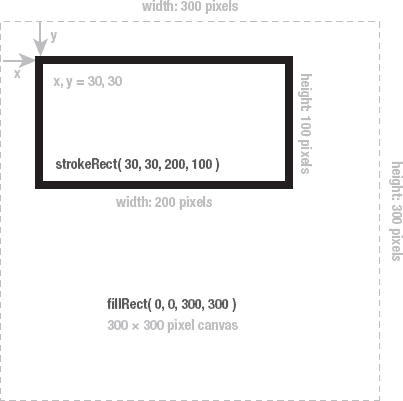 width: 300 pixels
y
x
x, y = 30, 30
height: 100 pixels
strokeRect( 30, 30, 200, 100 )
width: 200 pixels
height: 300 pixels
fillRect( 0, 0, 300, 300 )
300 × 300 pixel canvas